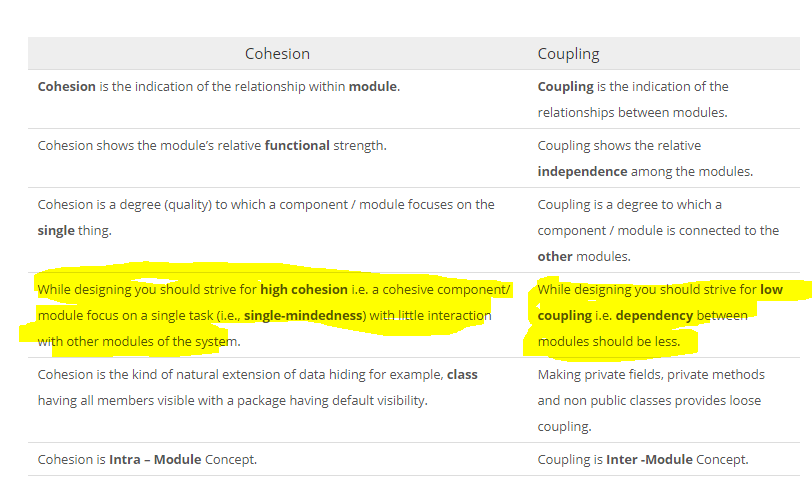 Cohesion
Coupling
Cohesion is the indication of the relationship within module.
Coupling is the indication of the
relationships between modules.
Cohesion shows the module’s relative functional strength.
Coupling shows the relative
independence among the modules.
Cohesion is a degree (quality) to which a component / module focuses on the
single thing.
Coupling is a degree to which a
component / module is connected to the
other modules.
While designing you should strive for high cohesion i.e. a cohesive component/
module focus on a single task (i.e., single-mindedness) with little interaction
with other modules of the system.
While designing you should strive for low
coupling i.e. dependency between
modules should be less.
Cohesion is the kind of natural extension of data hiding for example, class
having all members visible with a package having default visibility.
Making private fields, private methods
and non public classes provides loose
coupling.
Cohesion is Intra – Module Concept.
Coupling is Inter -Module Concept.